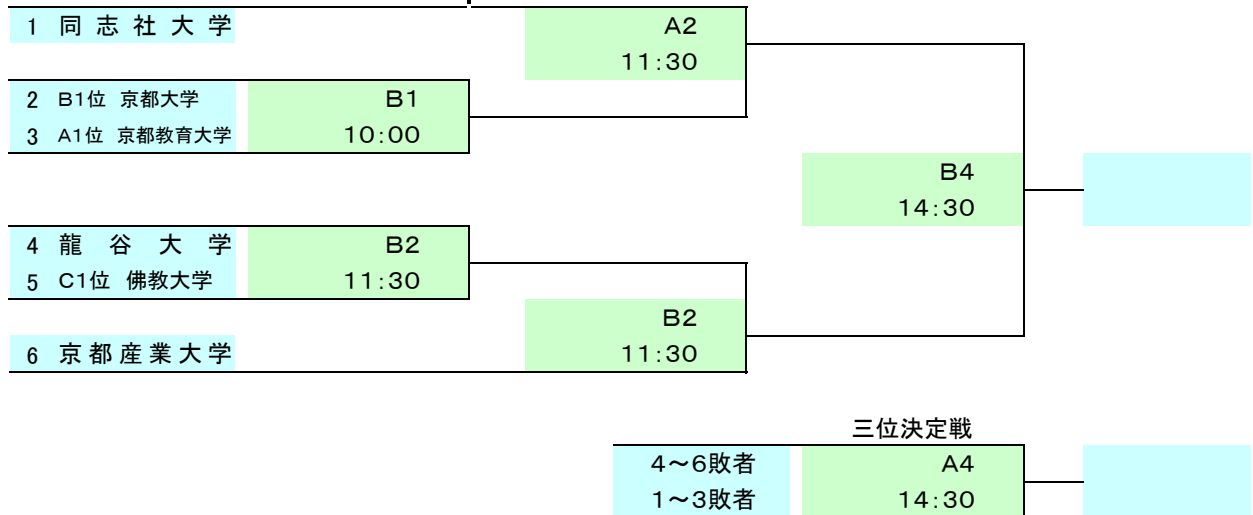 1 同志社大学
A2
11:30
2 B1位 京都大学
B1
3 A1位 京都教育大学
10:00
B4
14:30
4 龍谷大学
B2
5 C1位 佛教大学
11:30
B2
6 京都産業大学
11:30
三位決定戦
4～6敗者
A4
1～3敗者
14:30